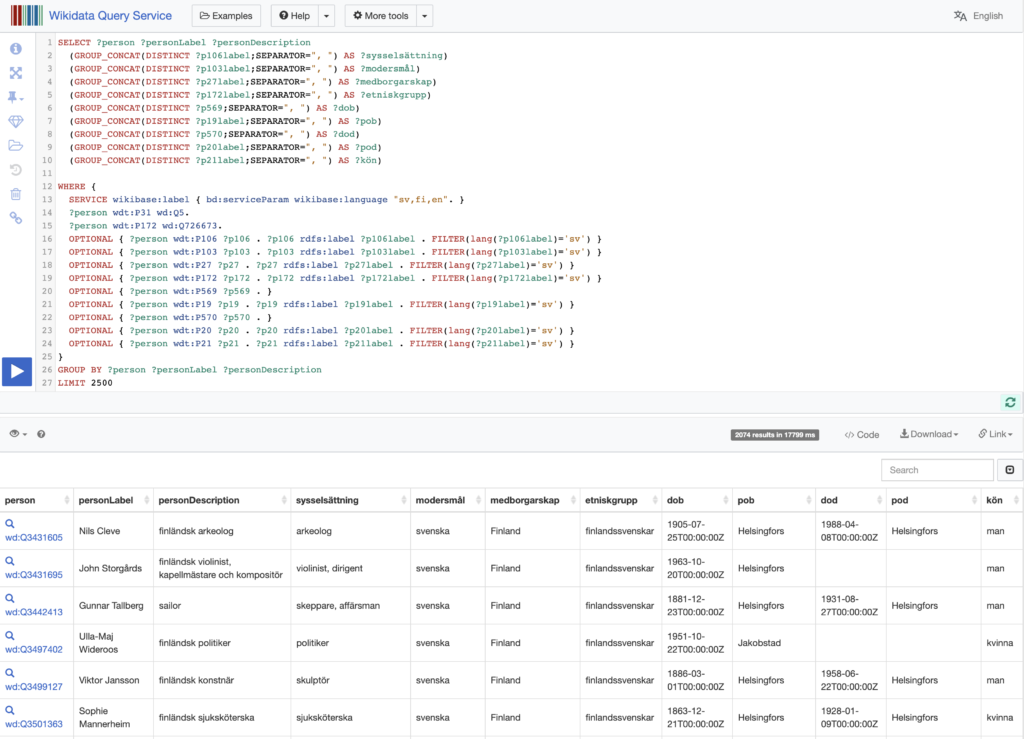 Wikidata Query Service
Examples
Help
More tools
English
1 SELECT ?person ?personLabel ?personDescription
2 (GROUP_CONCAT(DISTINCT ?p106label;SEPARATOR=", ") AS ?sysselsättning)
3 (GROUP_CONCAT(DISTINCT ?p103label;SEPARATOR=", ") AS ?modersmål)
4 (GROUP_CONCAT(DISTINCT ?p27label;SEPARATOR=", ") AS ?medborgarskap)
5 (GROUP_CONCAT(DISTINCT ?p172label;SEPARATOR=", ") AS ?etniskgrupp)
6 (GROUP_CONCAT(DISTINCT ?p569;SEPARATOR=", ") AS ?dob)
7 (GROUP_CONCAT(DISTINCT ?p19label;SEPARATOR=", ") AS ?pob)
8 (GROUP_CONCAT(DISTINCT ?p570;SEPARATOR=", ") AS ?dod)
9 (GROUP_CONCAT(DISTINCT ?p20label;SEPARATOR=", ") AS ?pod)
10 (GROUP_CONCAT(DISTINCT ?p21label;SEPARATOR=", ") AS ?kön)
11
12 WHERE {
13 SERVICE wikibase:label { bd:serviceParam wikibase:language "sv,fi,en". }
14 ?person wdt:P31 wd:Q5.
15 ?person wdt:P172 wd:Q726673.
16 OPTIONAL { ?person wdt:P106 ?p106 . ?p106 rdfs:label ?p106label . FILTER(lang(?p106label)='sv') }
17 OPTIONAL { ?person wdt:P103 ?p103 . ?p103 rdfs:label ?p103label . FILTER(lang(?p103label)='sv') }
18 OPTIONAL { ?person wdt:P27 ?p27 . ?p27 rdfs:label ?p27label . FILTER(lang(?p27label)='sv') }
19 OPTIONAL { ?person wdt:P172 ?p172 . ?p172 rdfs:label ?p172label . FILTER(lang(?p172label)='sv') }
20 OPTIONAL { ?person wdt:P569 ?p569 . }
21 OPTIONAL { ?person wdt:P19 ?p19 . ?p19 rdfs:label ?p19label . FILTER(lang(?p19label)='sv') }
22 OPTIONAL { ?person wdt:P570 ?p570 . }
23 OPTIONAL { ?person wdt:P20 ?p20 . ?p20 rdfs:label ?p20label . FILTER(lang(?p20label)='sv') }
24 OPTIONAL { ?person wdt:P21 ?p21 . ?p21 rdfs:label ?p21label . FILTER(lang(?p21label)='sv') }
25 }
26 GROUP BY ?person ?personLabel ?personDescription
27 LIMIT 2500
2074 results in 17799 ms
</> Code
Download
Link
Search
person personLabel personDescription sysselsättning modersmål medborgarskap etniskgrupp dob pob dod pod kön
wd:Q3431605 Nils Cleve finländsk arkeolog arkeolog svenska Finland finlandssvenskar 1905-07-25T00:00:00Z Helsingfors 1988-04-08T00:00:00Z Helsingfors man
wd:Q3431695 John Storgårds finländsk violinist, kapellmästare och kompositör violinist, dirigent svenska Finland finlandssvenskar 1963-10-20T00:00:00Z Helsingfors man
wd:Q3442413 Gunnar Tallberg sailor skeppare, affärsman svenska Finland finlandssvenskar 1881-12-23T00:00:00Z Helsingfors 1931-08-27T00:00:00Z Helsingfors man
wd:Q3497402 Ulla-Maj Wideroos finländsk politiker politiker svenska Finland finlandssvenskar 1951-10-22T00:00:00Z Jakobstad kvinna
wd:Q3499127 Viktor Jansson finländsk konstnär skulptör svenska Finland finlandssvenskar 1886-03-01T00:00:00Z Helsingfors 1958-06-22T00:00:00Z Helsingfors man
wd:Q3501363 Sophie Mannerheim finländsk sjuksköterska sjuksköterska svenska Finland finlandssvenskar 1863-12-21T00:00:00Z Helsingfors 1928-01-09T00:00:00Z Helsingfors kvinna